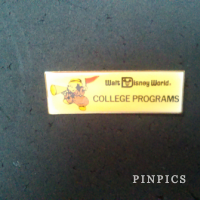 Walt Disney World.
COLLEGE PROGRAMS
PINPICS